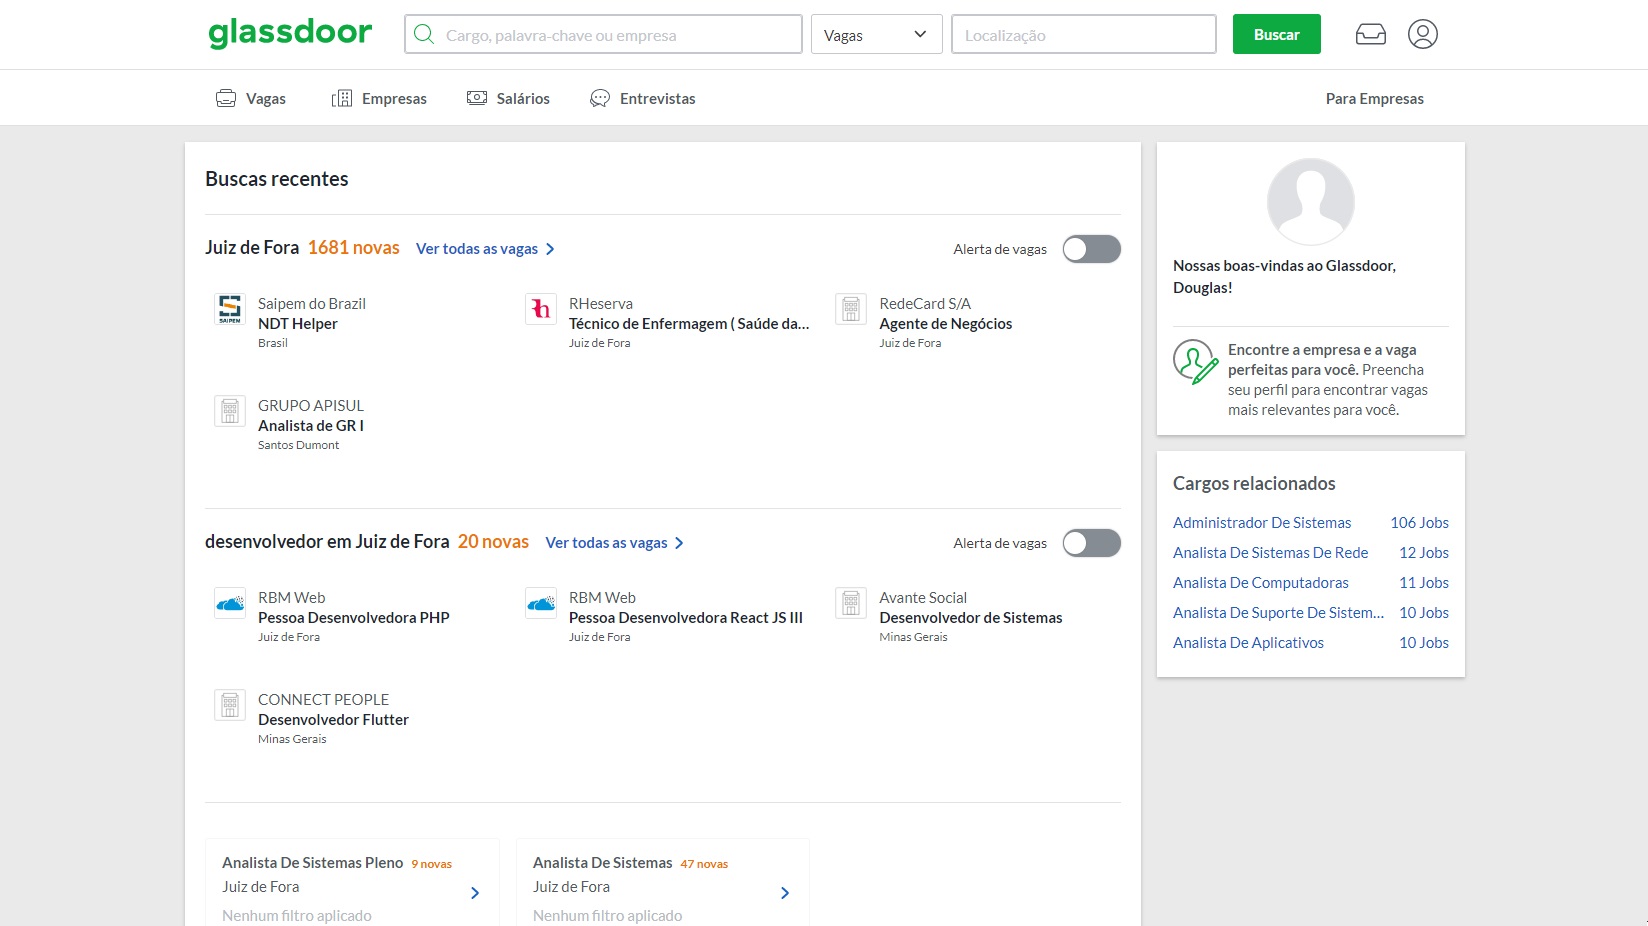 glassdoor
Cargo, palavra-chave ou empresa
Vagas
Localização
Buscar
Vagas
Empresas
Salários
Entrevistas
Para Empresas
Buscas recentes
Juiz de Fora 1681 novas Ver todas as vagas
Alerta de vagas
SAIPEM
Saipem do Brazil
NDT Helper
Brasil
RHeserva
Técnico de Enfermagem ( Saúde da...
Juiz de Fora
RedeCard S/A
Agente de Negócios
Juiz de Fora
GRUPO APISUL
Analista de GR I
Santos Dumont
desenvolvedor em Juiz de Fora 20 novas Ver todas as vagas
Alerta de vagas
RBM Web
Pessoa Desenvolvedora PHP
Juiz de Fora
RBM Web
Pessoa Desenvolvedora React JS III
Juiz de Fora
Avante Social
Desenvolvedor de Sistemas
Minas Gerais
CONNECT PEOPLE
Desenvolvedor Flutter
Minas Gerais
Analista De Sistemas Pleno 9 novas
Juiz de Fora
Nenhum filtro aplicado
Analista De Sistemas 47 novas
Juiz de Fora
Nenhum filtro aplicado
Nossas boas-vindas ao Glassdoor,
Douglas!
Encontre a empresa e a vaga
perfeitas para você. Preencha
seu perfil para encontrar vagas
mais relevantes para você.
Cargos relacionados
Administrador De Sistemas 106 Jobs
Analista De Sistemas De Rede 12 Jobs
Analista De Computadoras 11 Jobs
Analista De Suporte De Sistem... 10 Jobs
Analista De Aplicativos 10 Jobs